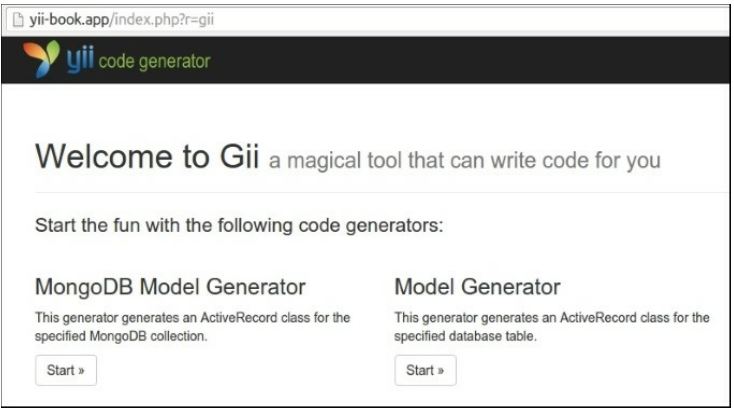 yii-book.app/index.php?r=gii
yii code generator
Welcome to Gii a magical tool that can write code for you
Start the fun with the following code generators:
MongoDB Model Generator
This generator generates an ActiveRecord class for the
specified MongoDB collection.
Start »
Model Generator
This generator generates an ActiveRecord class for the
specified database table.
Start »